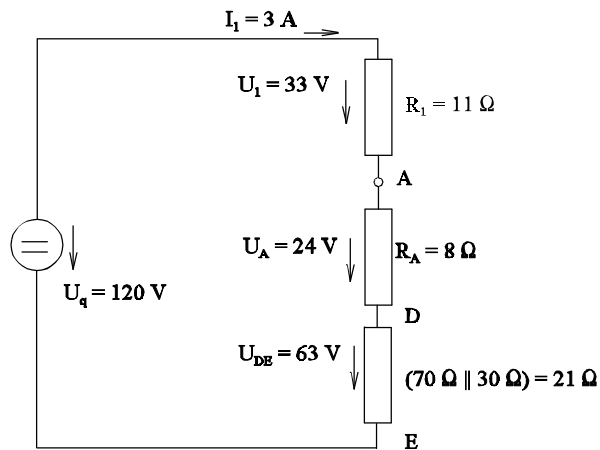 I₁ = 3 A
U₁ = 33 V
R₁ = 11 Ω
A
U_A = 24 V
R_A = 8 Ω
U_q = 120 V
D
U_DE = 63 V
(70 Ω || 30 Ω) = 21 Ω
E